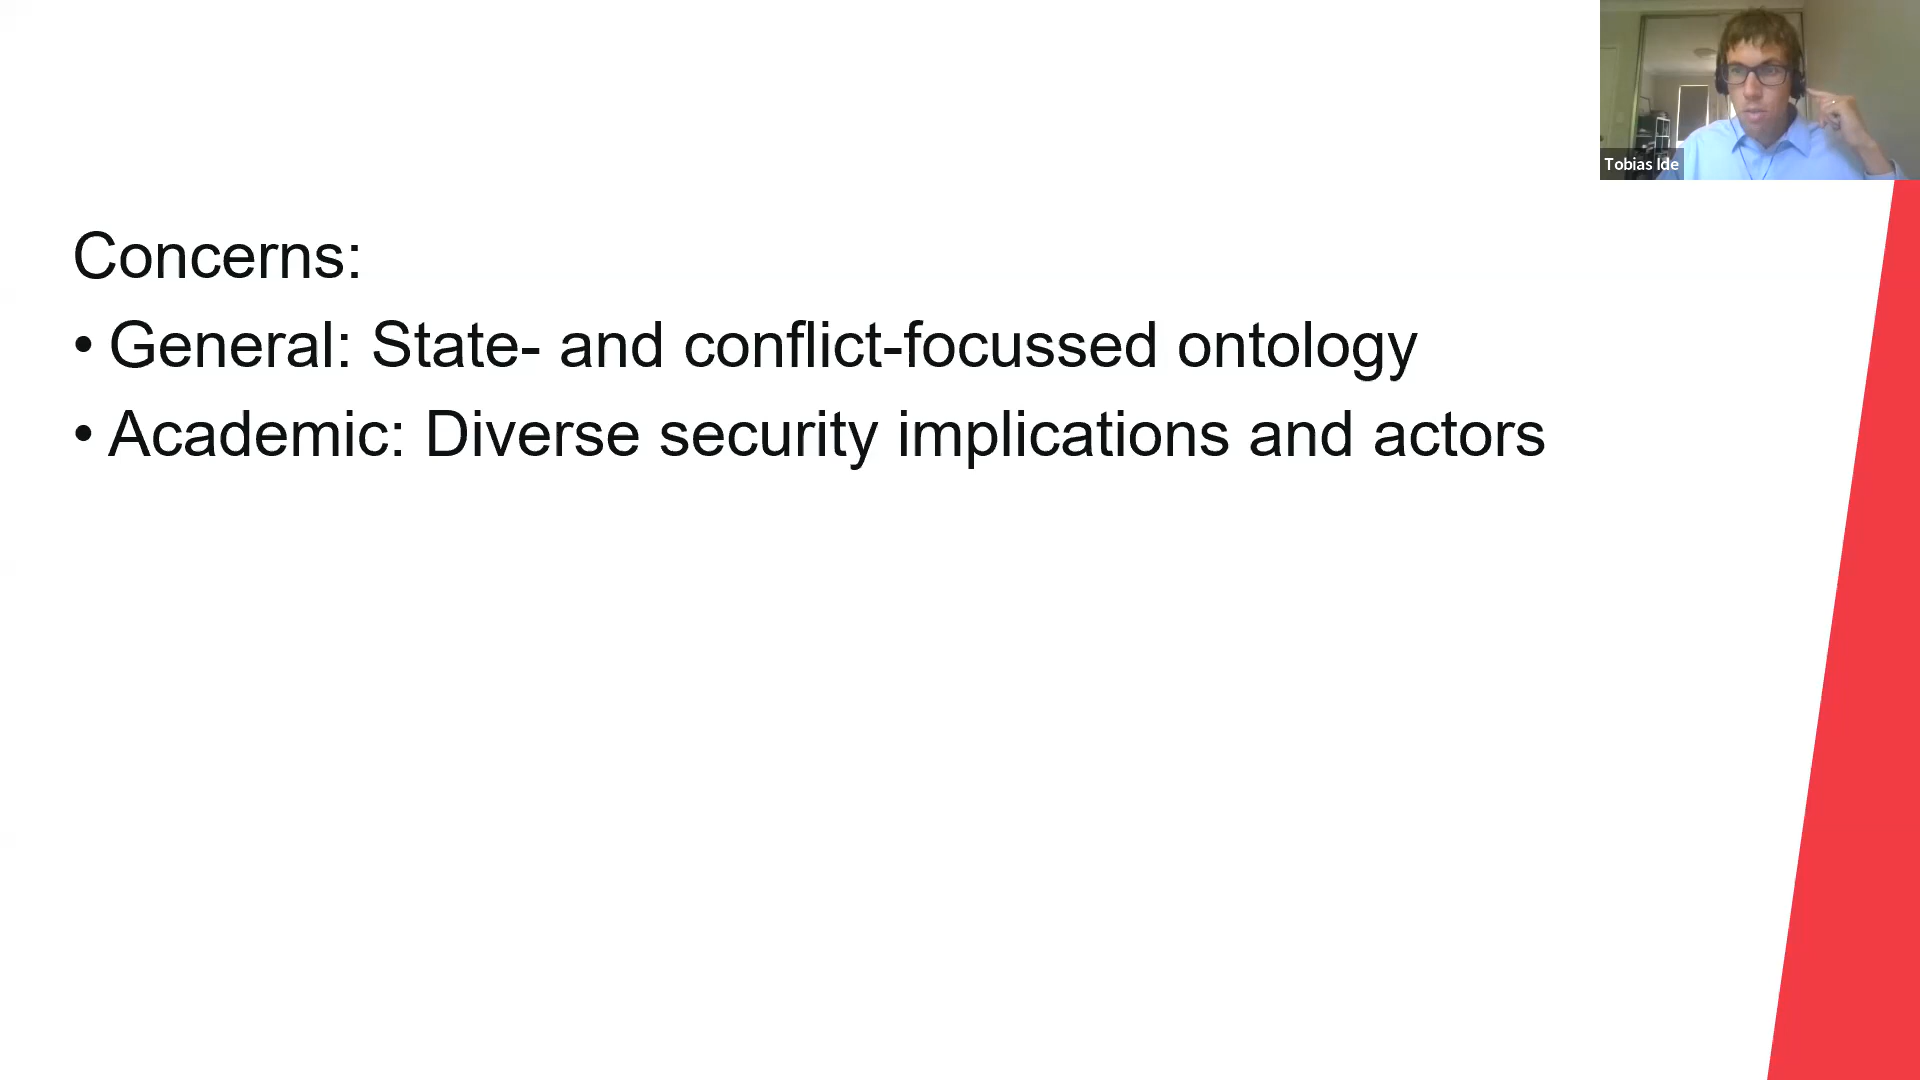 Tobias Ide
Concerns:
• General: State- and conflict-focussed ontology
• Academic: Diverse security implications and actors